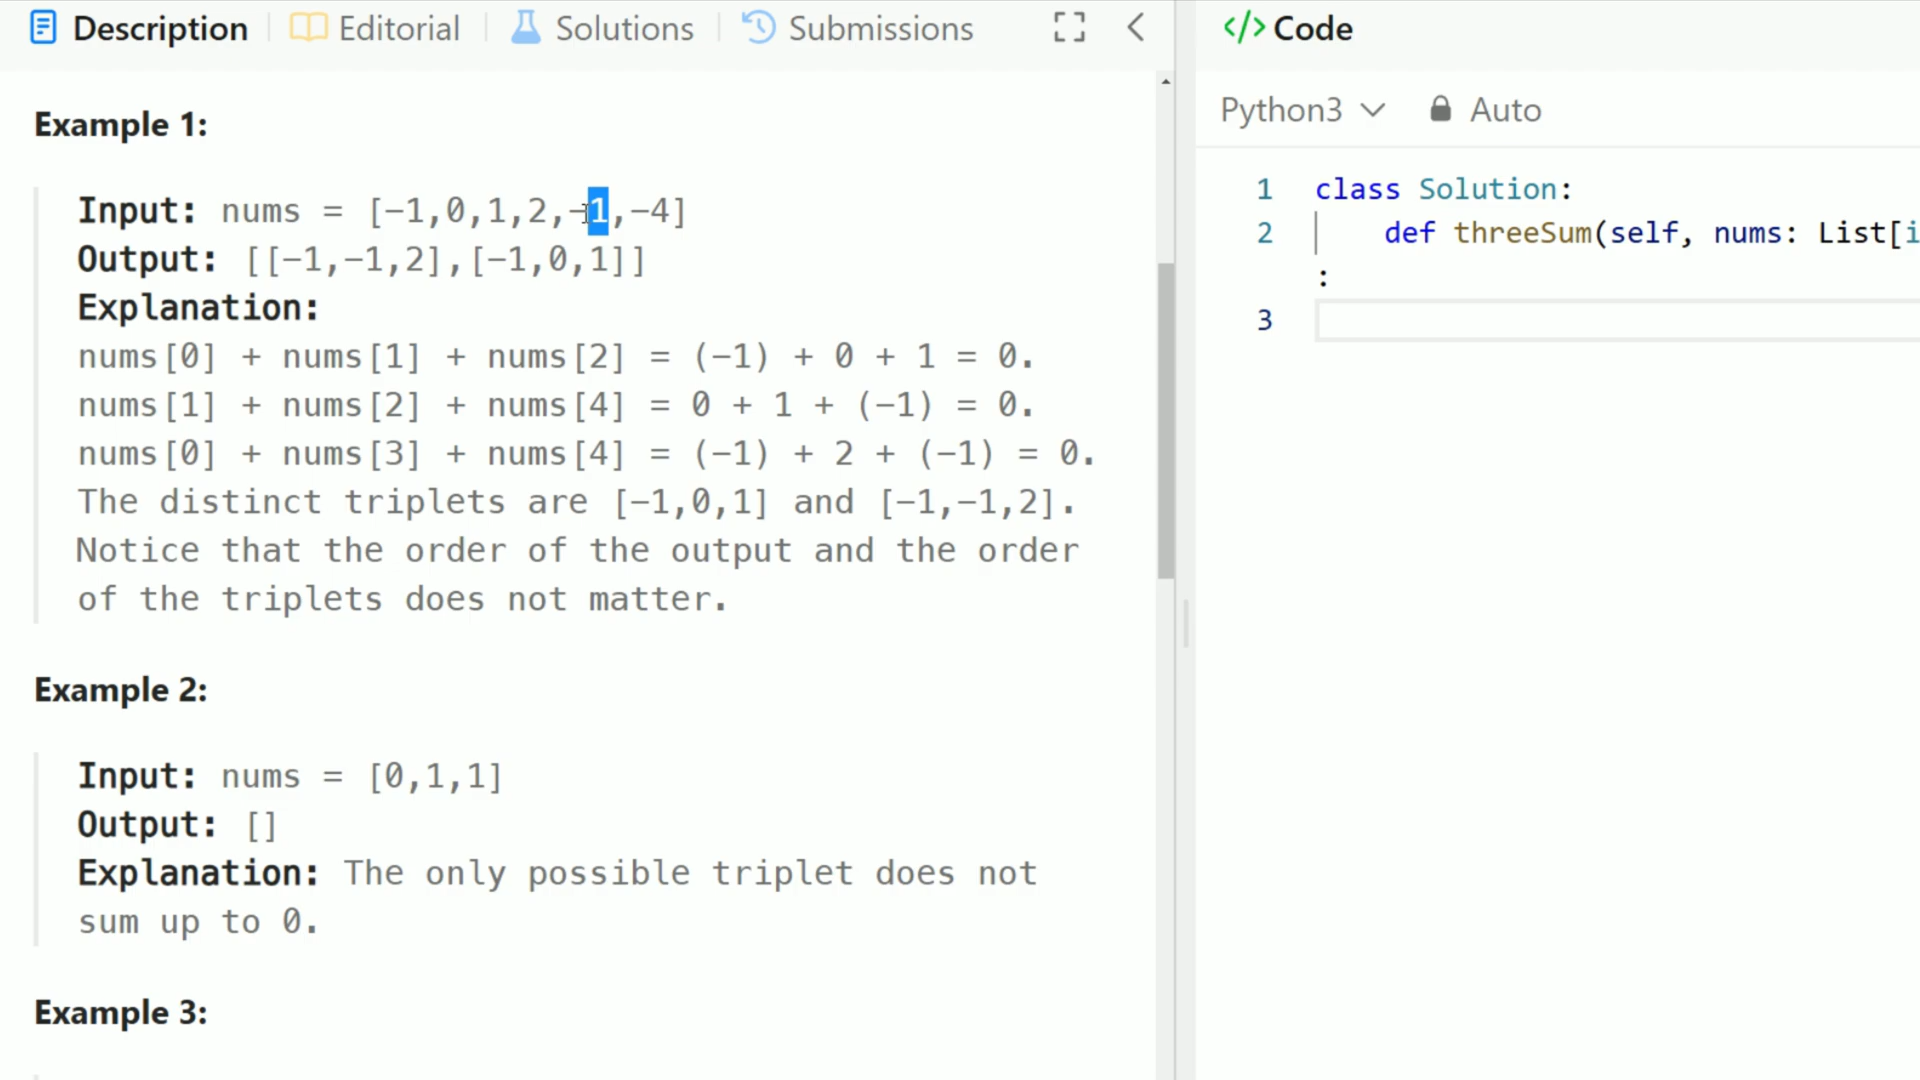 Description Editorial Solutions Submissions
Example 1:
Input: nums = [-1,0,1,2,-1,-4]
Output: [[-1,-1,2],[-1,0,1]]
Explanation:
nums[0] + nums[1] + nums[2] = (-1) + 0 + 1 = 0.
nums[1] + nums[2] + nums[4] = 0 + 1 + (-1) = 0.
nums[0] + nums[3] + nums[4] = (-1) + 2 + (-1) = 0.
The distinct triplets are [-1,0,1] and [-1,-1,2].
Notice that the order of the output and the order
of the triplets does not matter.
Example 2:
Input: nums = [0,1,1]
Output: []
Explanation: The only possible triplet does not
sum up to 0.
Example 3:
</> Code
Python3 Auto
1 class Solution:
2 def threeSum(self, nums: List[i
:
3